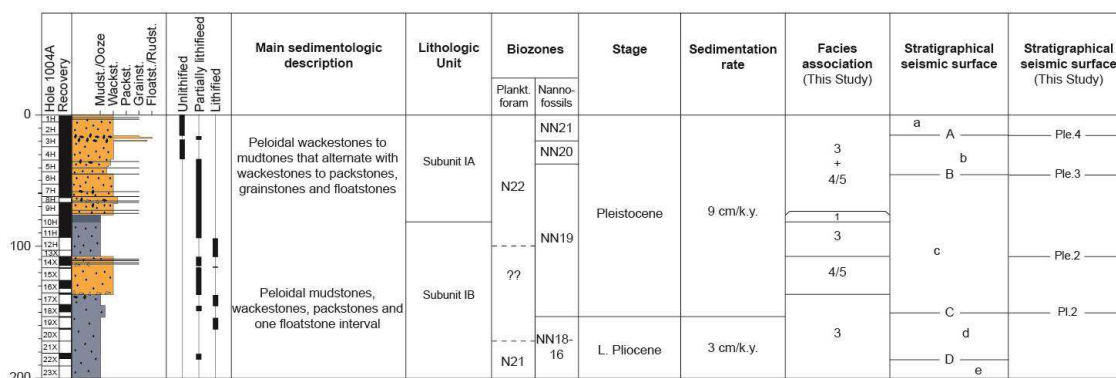 Hole 1004A
Recovery
Mudst./Ooze
Wackst.
Packst.
Grainst.
Floatst./Rudst.
Unlithified
Partially lithifieed
Lithified
Main sedimentologic
description
Lithologic
Unit
Biozones
Plankt.
foram
Nanno-
fossils
Stage
Sedimentation
rate
Facies
association
(This Study)
Stratigraphical
seismic surface
Stratigraphical
seismic surface
(This Study)
0
100
200
1H
2H
3H
4H
5H
6H
7H
8H
9H
10H
11H
12H
13X
14X
15X
16X
17X
18X
19X
20X
21X
22X
23X
Peloidal wackestones to
mudtones that alternate with
wackestones to packstones,
grainstones and floatstones
Peloidal mudstones,
wackestones, packstones and
one floatstone interval
Subunit IA
Subunit IB
N22
??
N21
NN21
NN20
NN19
NN18-
16
Pleistocene
L. Pliocene
9 cm/k.y.
3 cm/k.y.
3
+
4/5
1
3
4/5
3
a
A
b
B
c
C
d
D
e
Ple.4
Ple.3
Ple.2
Pl.2